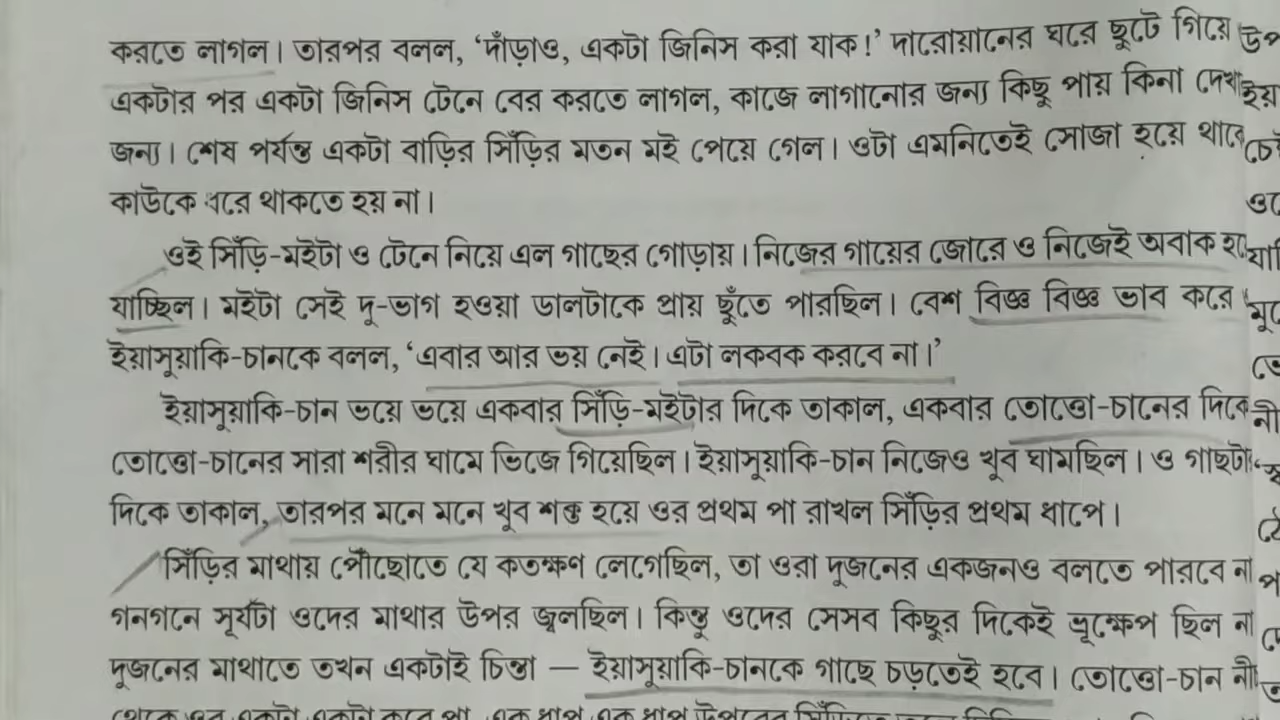 করতে লাগল। তারপর বলল, ‘দাঁড়াও, একটা জিনিস করা যাক!’ দারোয়ানের ঘরে ছুটে গিয়ে
একটার পর একটা জিনিস টেনে বের করতে লাগল, কাজে লাগানোর জন্য কিছু পায় কিনা
জন্য। শেষ পর্যন্ত একটা বাড়ির সিঁড়ির মতন মই পেয়ে গেল। ওটা এমনিতেই সোজা হয়ে
কাউকে ধরে থাকতে হয় না।
ওই সিঁড়ি-মইটা ও টেনে নিয়ে এল গাছের গোড়ায়। নিজের গায়ের জোরে ও নিজেই অবাক
যাচ্ছিল। মইটা সেই দু-ভাগ হওয়া ডালটাকে প্রায় ছুঁতে পারছিল। বেশ বিজ্ঞ বিজ্ঞ ভাব করে
ইয়াসুয়াকি-চানকে বলল, ‘এবার আর ভয় নেই। এটা লকবক করবে না।’
ইয়াসুয়াকি-চান ভয়ে ভয়ে একবার সিঁড়ি-মইটার দিকে তাকাল, একবার তোত্তো-চানের দিকে
তোত্তো-চানের সারা শরীর ঘামে ভিজে গিয়েছিল। ইয়াসুয়াকি-চান নিজেও খুব ঘামছিল। ও গাছটা
দিকে তাকাল, তারপর মনে মনে খুব শক্ত হয়ে ওর প্রথম পা রাখল সিঁড়ির প্রথম ধাপে।
সিঁড়ির মাথায় পৌঁছোতে যে কতক্ষণ লেগেছিল, তা ওরা দুজনের একজনও বলতে পারবে না
গনগনে সূর্যটা ওদের মাথার উপর জ্বলছিল। কিন্তু ওদের সেসব কিছুর দিকেই ভ্রূক্ষেপ ছিল না
দুজনের মাথাতে তখন একটাই চিন্তা — ইয়াসুয়াকি-চানকে গাছে চড়তেই হবে। তোত্তো-চান নী